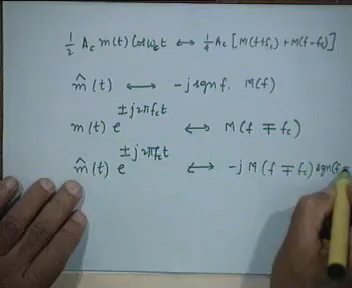 ½ A_c m(t) Cos ω_c t ↔ ¼ A_c [M(f+f_c) + M(f-f_c)
m̂(t) ↔ -j sgn f. M(f)
m(t) e^{±j2πf_c t} ↔ M(f ∓ f_c)
m̂(t) e^{±j2πf_c t} ↔ -j M(f ∓ f_c) sgn(f ∓